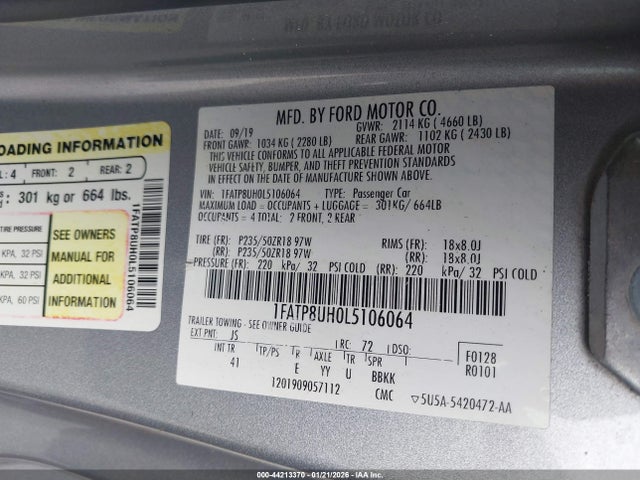 MFD. BY FORD MOTOR CO.
DATE: 09/19
GVWR: 2114 KG ( 4660 LB)
FRONT GAWR: 1034 KG ( 2280 LB)
REAR GAWR: 1102 KG ( 2430 LB)
THIS VEHICLE CONFORMS TO ALL APPLICABLE FEDERAL MOTOR
VEHICLE SAFETY, BUMPER, AND THEFT PREVENTION STANDARDS
IN EFFECT ON THE DATE OF MANUFACTURE SHOWN ABOVE.
VIN: 1FATP8UH0L5106064 TYPE: Passenger Car
MAXIMUM LOAD = OCCUPANTS + LUGGAGE = 301KG/ 664LB
OCCUPANTS = 4 TOTAL: 2 FRONT, 2 REAR
TIRE (FR): P235/50ZR18 97W RIMS (FR): 18x8.0J
(RR): P235/50ZR18 97W (RR): 18x8.0J
PRESSURE (FR): 220 kPa/ 32 PSI COLD (RR): 220 kPa/ 32 PSI COLD
1FATP8UH0L5106064
TRAILER TOWING - SEE OWNER GUIDE
EXT PNT: JS RC: 72 DSO:
F0128
R0101
INT TR TP/PS R AXLE TR SPR
41 E YY U BBKK
1201909057112 CMC ▽5U5A-5420472-AA
OADING INFORMATION
L: 4 FRONT: 2 REAR: 2
: 301 kg or 664 lbs.
RE PRESSURE
KPA, 32 PSI
KPA, 32 PSI
KPA, 60 PSI
SEE OWNERS
MANUAL FOR
ADDITIONAL
INFORMATION
1FATP8UH0L5106064
000-44213370 - 01/21/2026 - IAA Chicago-North